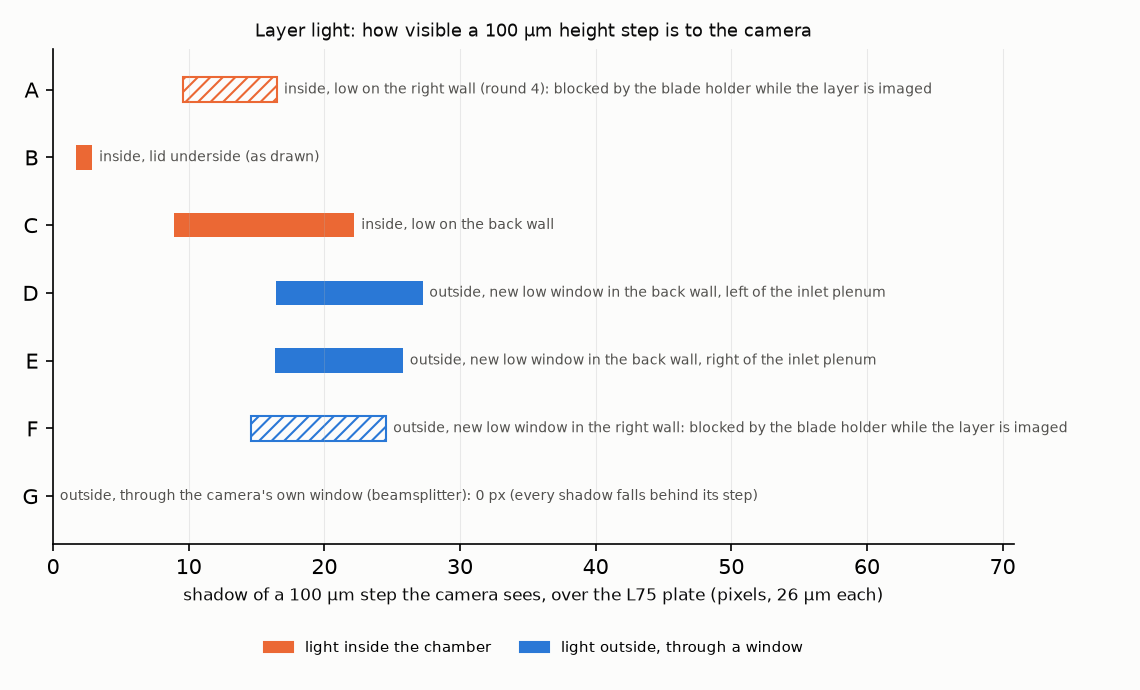 Layer light: how visible a 100 µm height step is to the camera
A
inside, low on the right wall (round 4): blocked by the blade holder while the layer is imaged
B
inside, lid underside (as drawn)
C
inside, low on the back wall
D
outside, new low window in the back wall, left of the inlet plenum
E
outside, new low window in the back wall, right of the inlet plenum
F
outside, new low window in the right wall: blocked by the blade holder while the layer is imaged
G
outside, through the camera's own window (beamsplitter): 0 px (every shadow falls behind its step)
0 10 20 30 40 50 60 70
shadow of a 100 µm step the camera sees, over the L75 plate (pixels, 26 µm each)
light inside the chamber
light outside, through a window